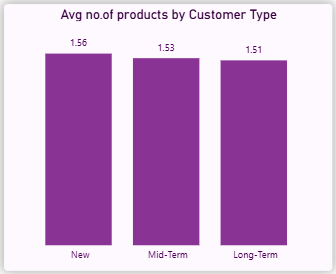 Avg no.of products by Customer Type
1.56
1.53
1.51
New
Mid-Term
Long-Term